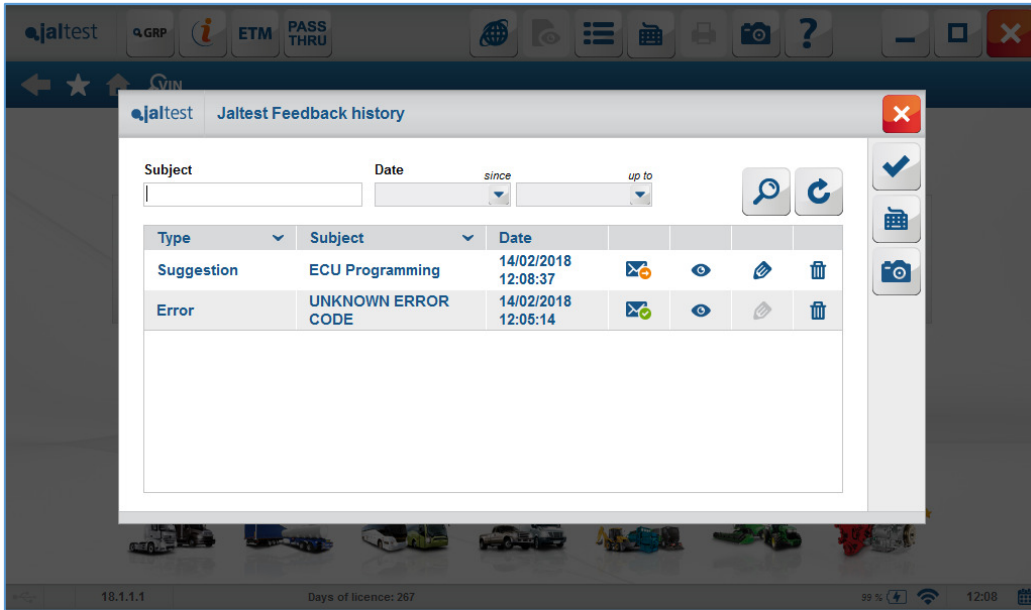 jaltest GRP i ETM PASS THRU ?
VIN
jaltest Jaltest Feedback history
Subject Date since up to
Type Subject Date
Suggestion ECU Programming 14/02/2018 12:08:37
Error UNKNOWN ERROR CODE 14/02/2018 12:05:14
18.1.1.1 Days of licence: 267 99 % 12:08